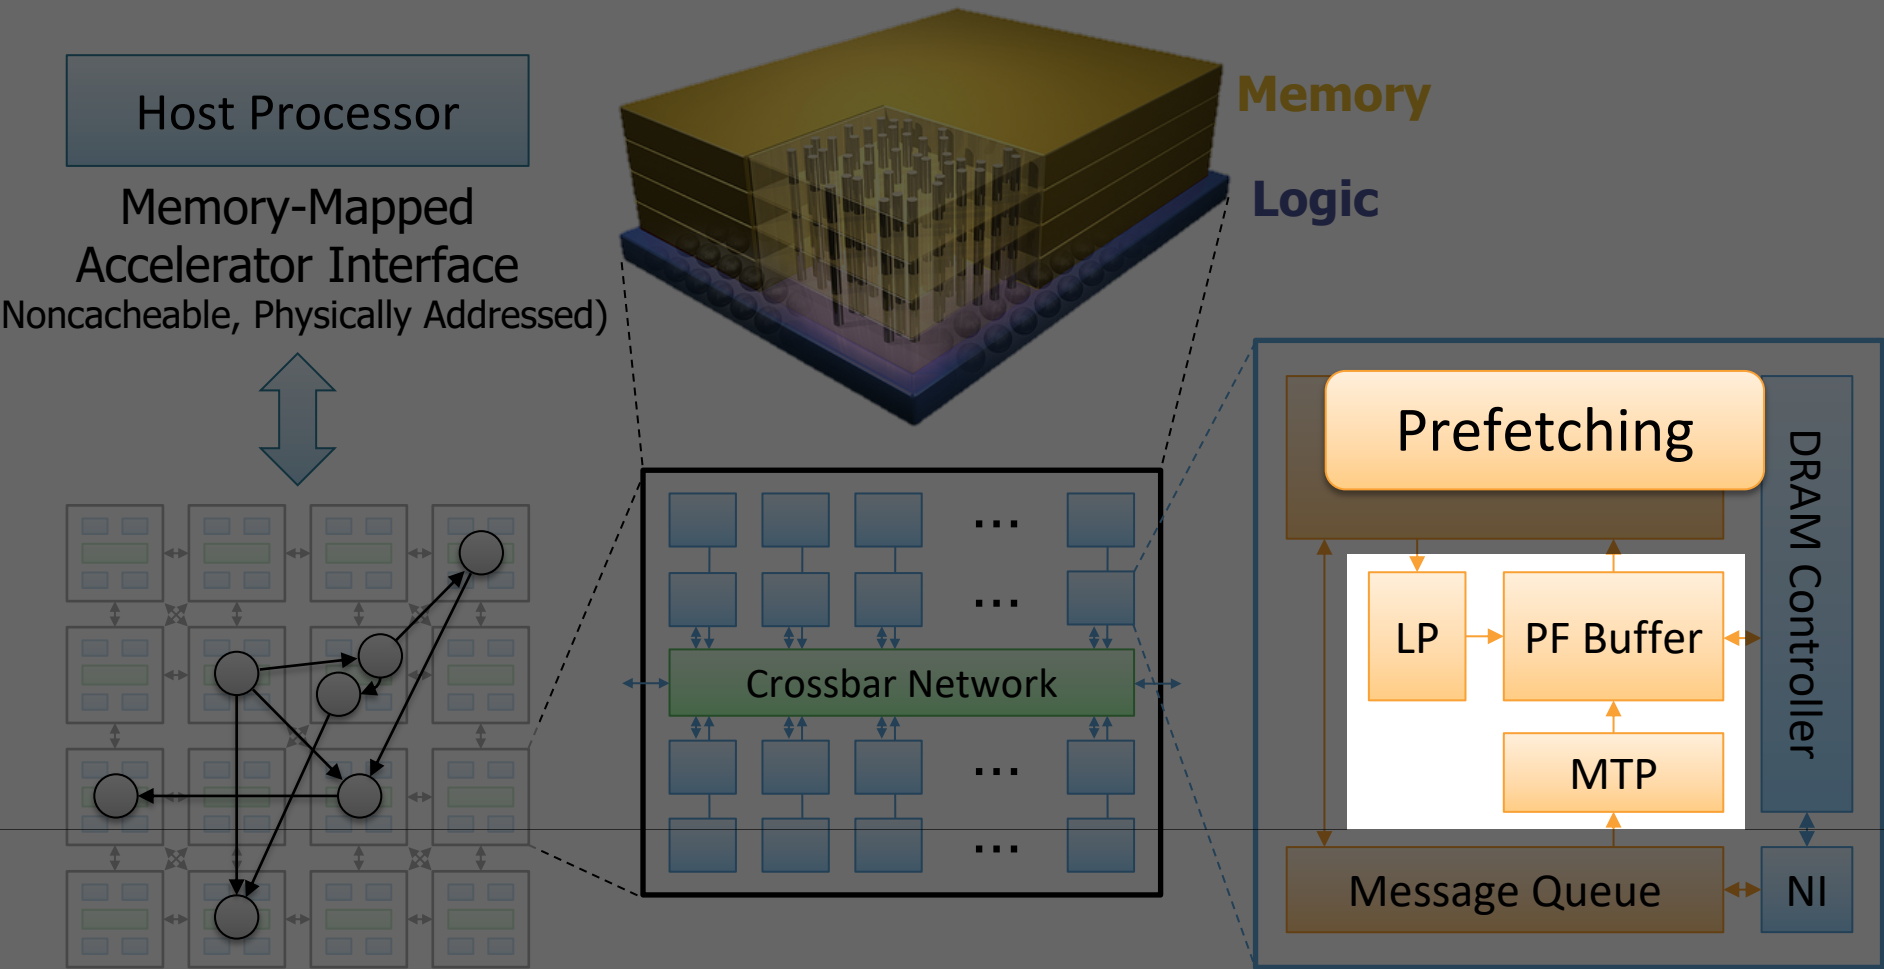 Host Processor
Memory-Mapped
Accelerator Interface
Noncacheable, Physically Addressed)
Memory
Logic
...
...
Crossbar Network
...
...
Prefetching
DRAM Controller
LP
PF Buffer
MTP
Message Queue
NI